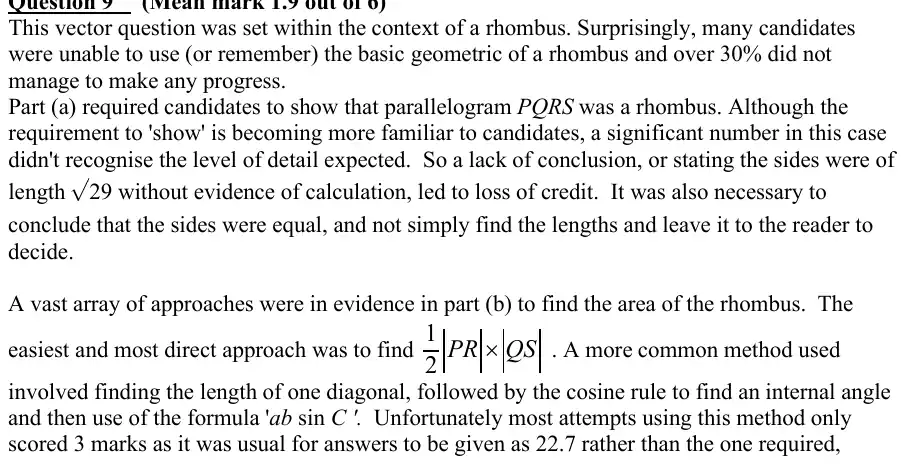 Question 9 (Mean mark 1.9 out of 6)
This vector question was set within the context of a rhombus. Surprisingly, many candidates
were unable to use (or remember) the basic geometric of a rhombus and over 30% did not
manage to make any progress.
Part (a) required candidates to show that parallelogram PQRS was a rhombus. Although the
requirement to 'show' is becoming more familiar to candidates, a significant number in this case
didn't recognise the level of detail expected. So a lack of conclusion, or stating the sides were of
length √29 without evidence of calculation, led to loss of credit. It was also necessary to
conclude that the sides were equal, and not simply find the lengths and leave it to the reader to
decide.
A vast array of approaches were in evidence in part (b) to find the area of the rhombus. The
easiest and most direct approach was to find 1/2|PR|×|QS| . A more common method used
involved finding the length of one diagonal, followed by the cosine rule to find an internal angle
and then use of the formula 'ab sin C '. Unfortunately most attempts using this method only
scored 3 marks as it was usual for answers to be given as 22.7 rather than the one required,